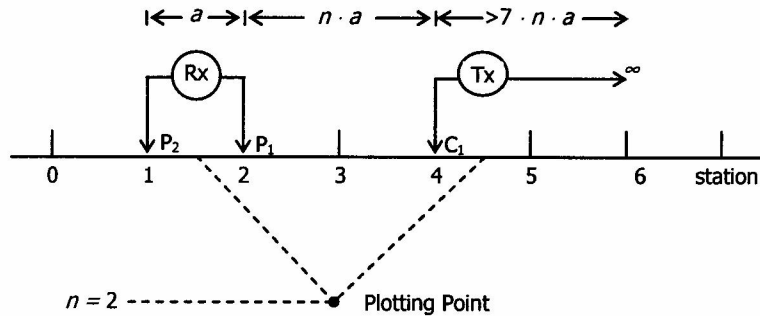 a n · a >7 · n · a
Rx Tx ∞
P₂ P₁ C₁
0 1 2 3 4 5 6 station
n = 2 Plotting Point